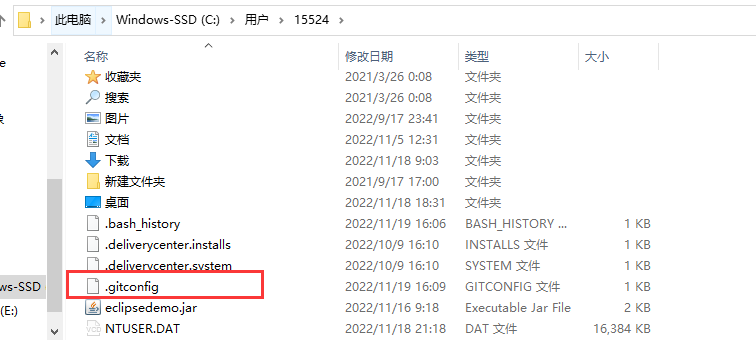 此电脑 Windows-SSD (C:) 用户 15524
名称 修改日期 类型 大小
收藏夹 2021/3/26 0:08 文件夹
搜索 2021/3/26 0:08 文件夹
图片 2022/9/17 23:41 文件夹
文档 2022/11/5 12:31 文件夹
下载 2022/11/18 9:03 文件夹
新建文件夹 2021/9/17 17:00 文件夹
桌面 2022/11/18 18:31 文件夹
.bash_history 2022/11/19 16:06 BASH_HISTORY ... 1 KB
.deliverycenter.installs 2022/10/9 16:10 INSTALLS 文件 1 KB
.deliverycenter.system 2022/10/9 16:10 SYSTEM 文件 1 KB
ws-SSD .gitconfig 2022/11/19 16:09 GITCONFIG 文件 1 KB
(E:) eclipsedemo.jar 2022/11/16 9:18 Executable Jar File 2 KB
NTUSER.DAT 2022/11/18 21:18 DAT 文件 16,384 KB